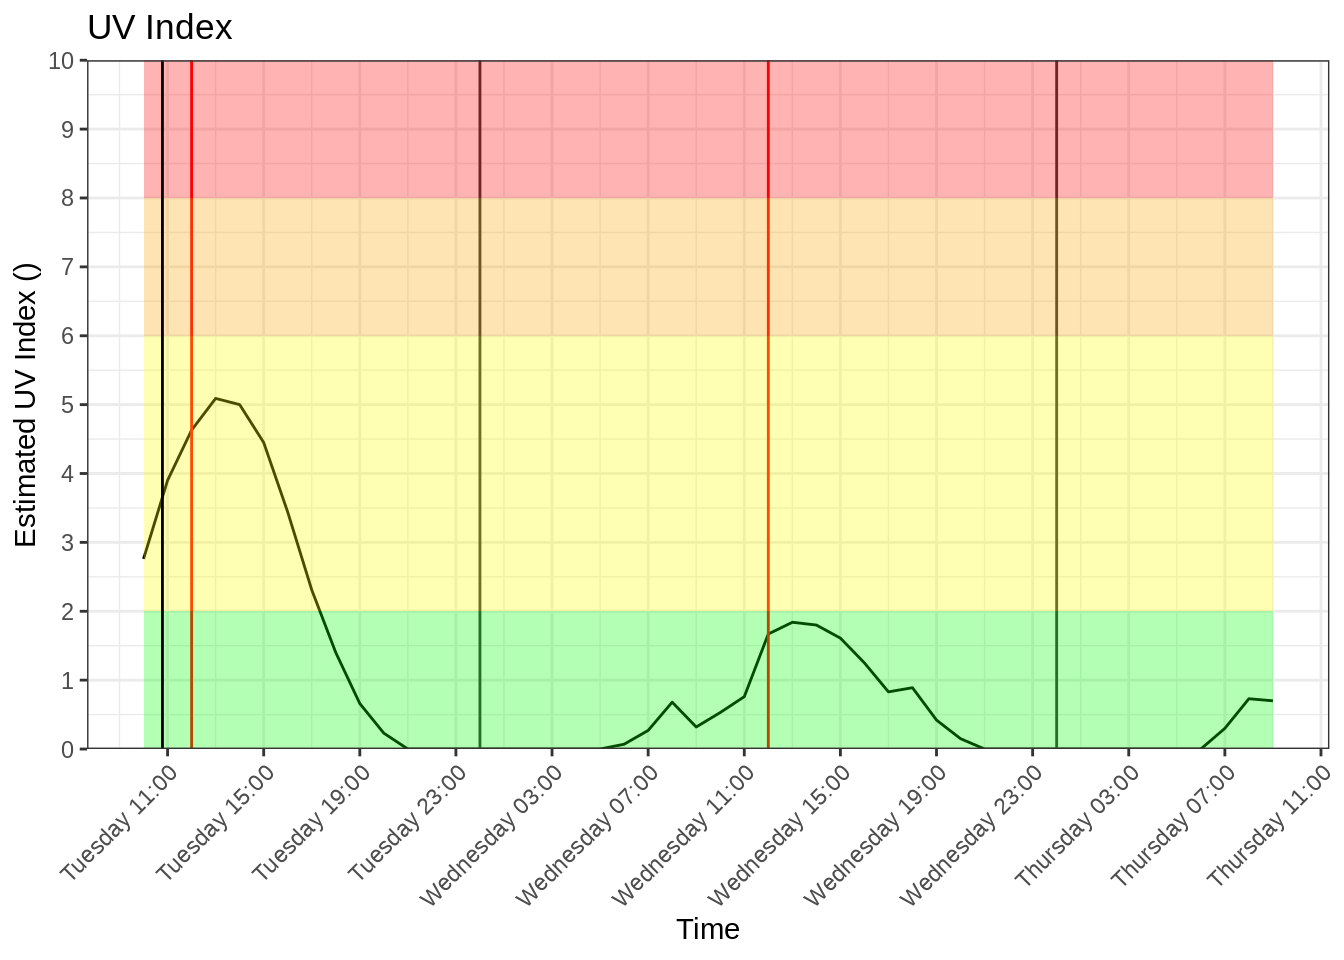 UV Index
Estimated UV Index ()
10
9
8
7
6
5
4
3
2
1
0
Tuesday 11:00
Tuesday 15:00
Tuesday 19:00
Tuesday 23:00
Wednesday 03:00
Wednesday 07:00
Wednesday 11:00
Wednesday 15:00
Wednesday 19:00
Wednesday 23:00
Thursday 03:00
Thursday 07:00
Thursday 11:00
Time